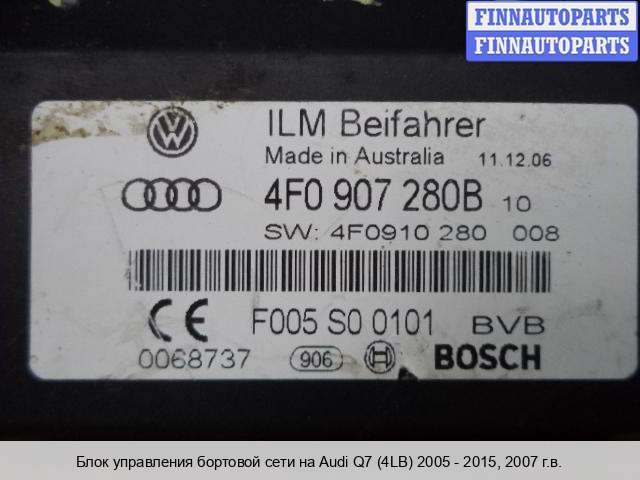 FINNAUTOPARTS
FINNAUTOPARTS
ILM Beifahrer
Made in Australia 11.12.06
4F0 907 280B 10
SW: 4F0910 280 008
CE F005 S0 0101 BVB
0068737 906 BOSCH
Блок управления бортовой сети на Audi Q7 (4LB) 2005 - 2015, 2007 г.в.